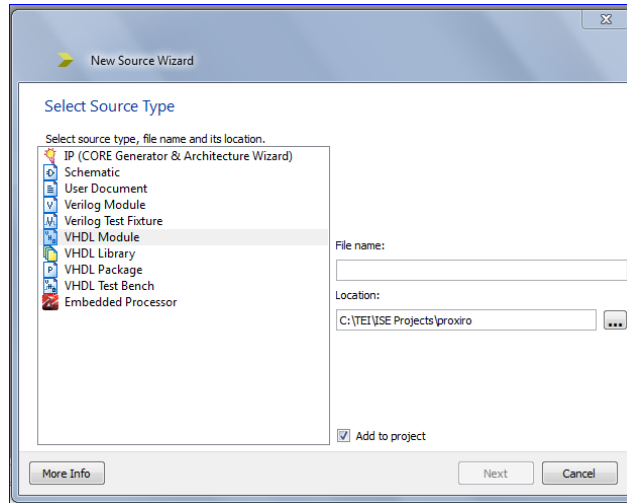 New Source Wizard
Select Source Type
Select source type, file name and its location.
IP (CORE Generator & Architecture Wizard)
Schematic
User Document
Verilog Module
Verilog Test Fixture
VHDL Module
VHDL Library
VHDL Package
VHDL Test Bench
Embedded Processor
File name:
Location:
C:\TEI\ISE Projects\proxiro
...
Add to project
More Info
Next
Cancel